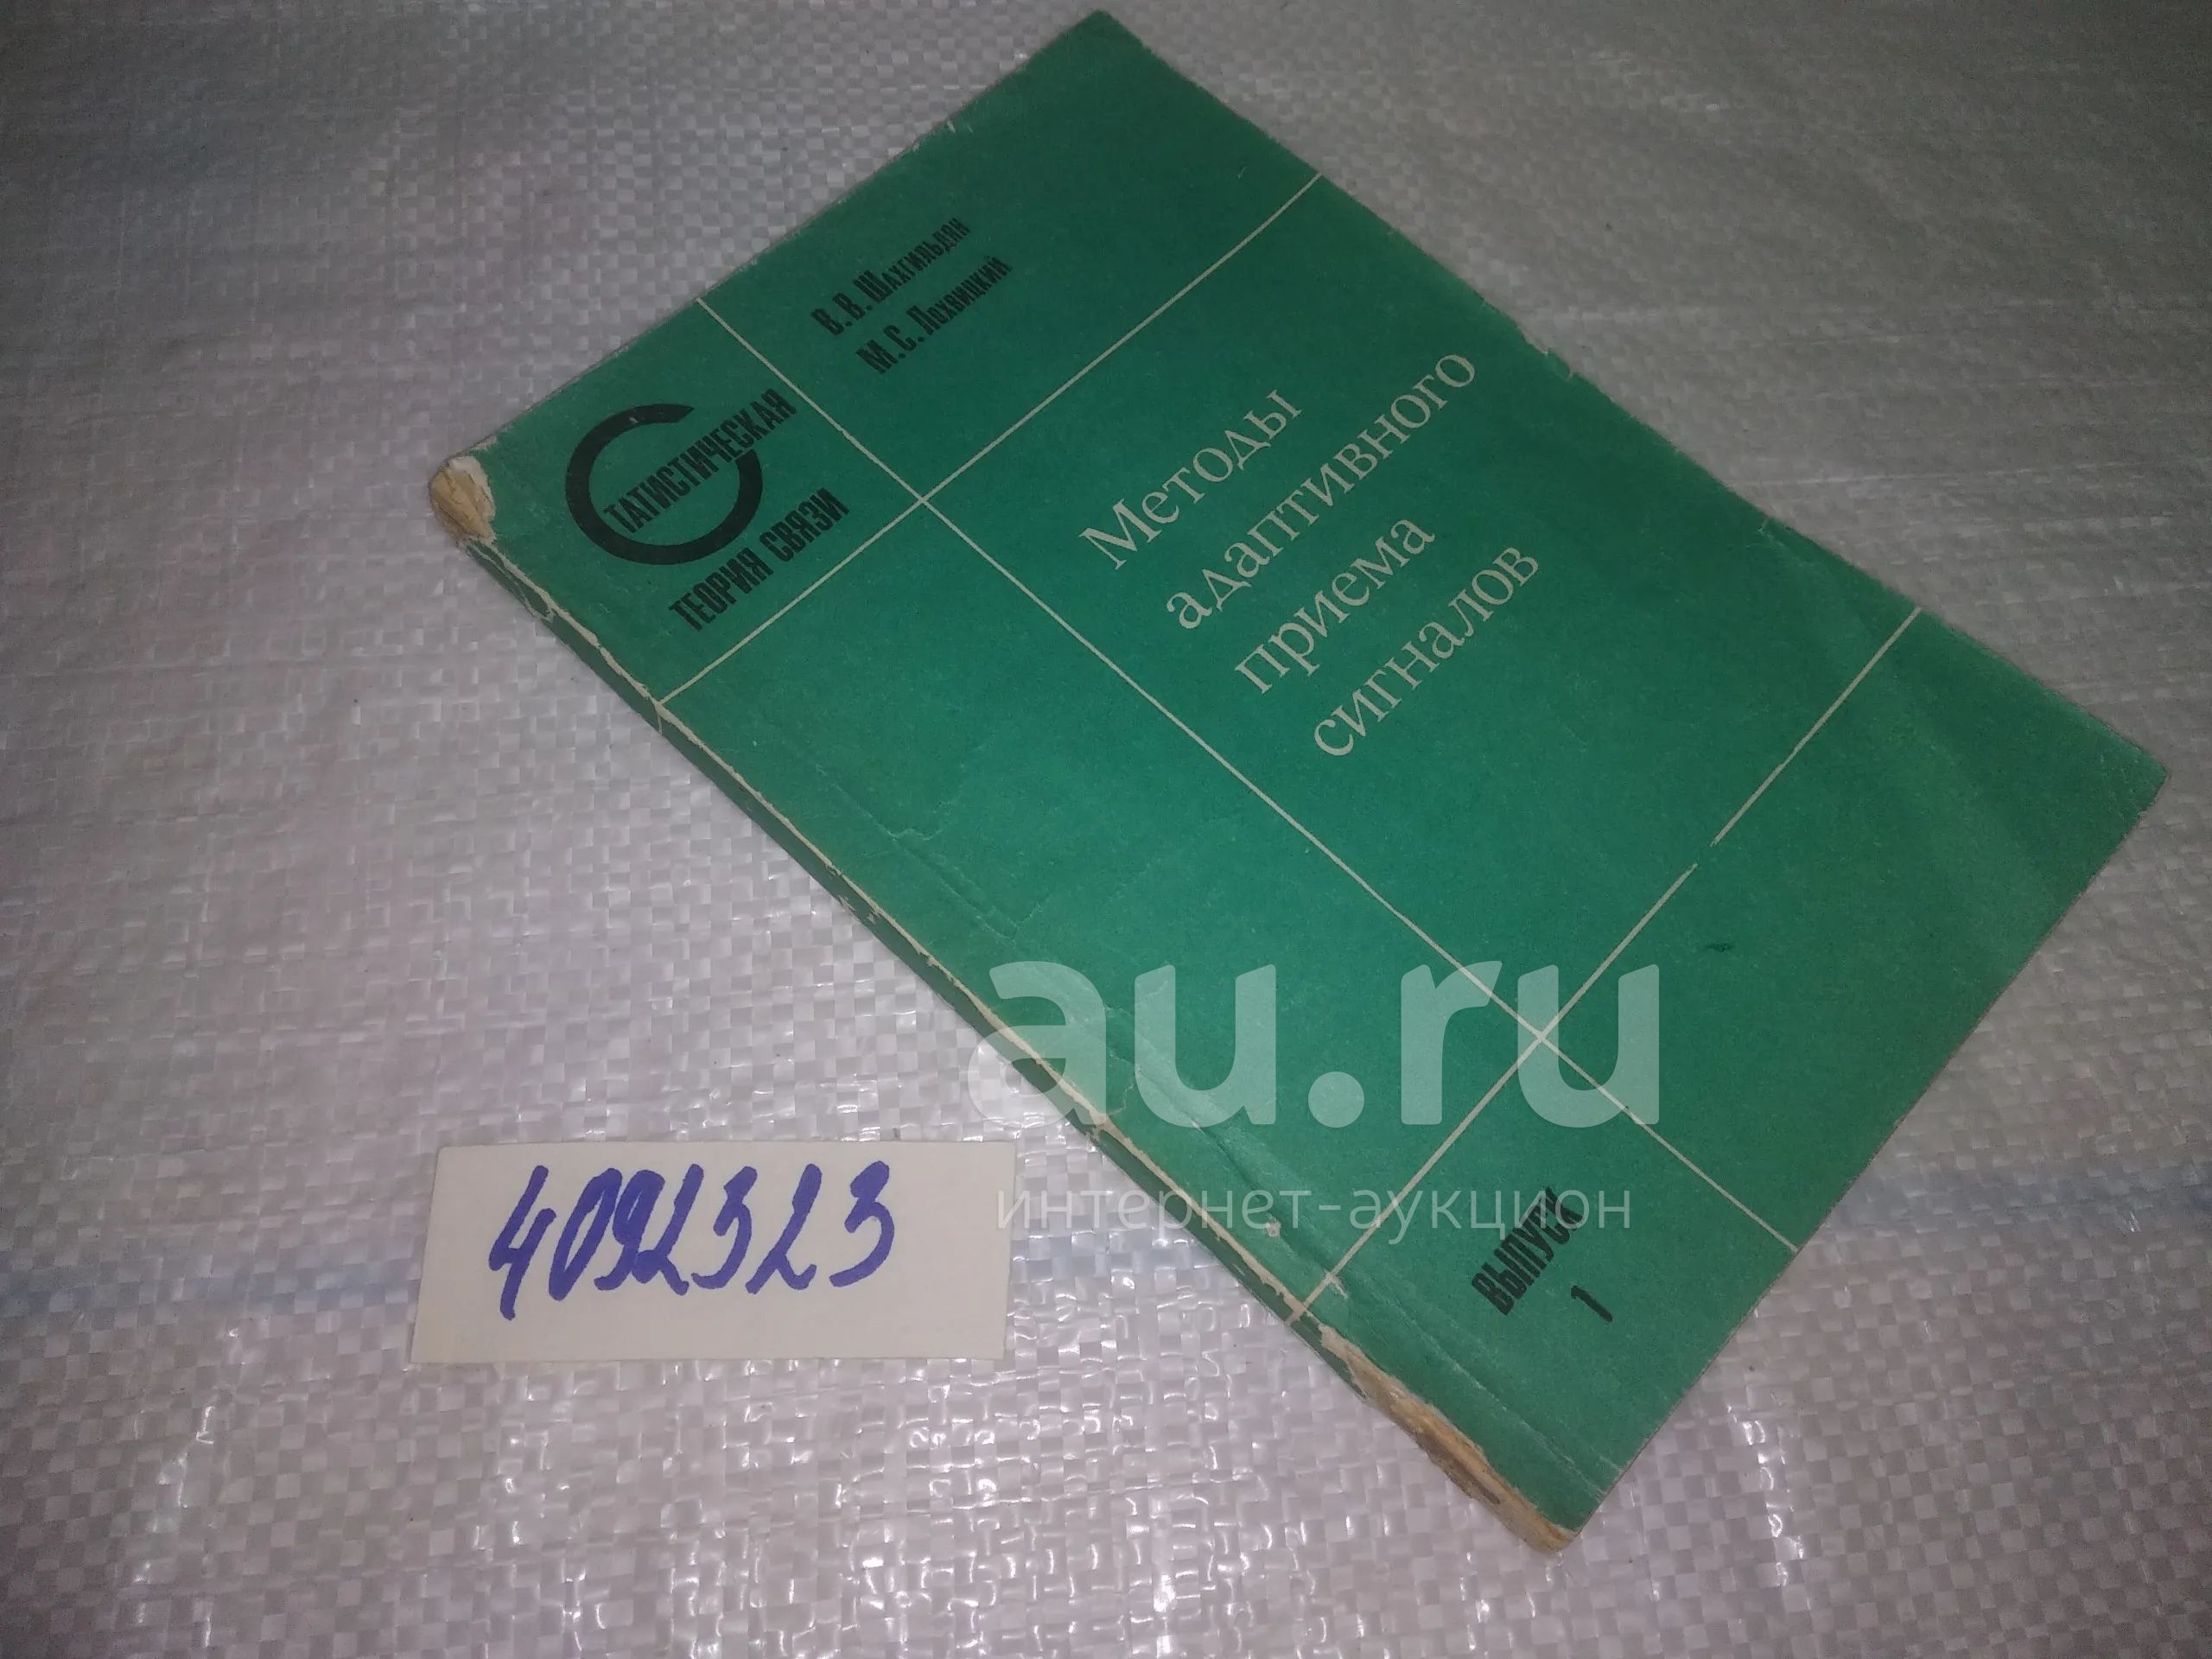 В. В. Шахгильдян
М. С. Лохвицкий
СТАТИСТИЧЕСКАЯ
ТЕОРИЯ СВЯЗИ
Методы
адаптивного
приема
сигналов
ВЫПУСК
1
au.ru
интернет-аукцион
4092323